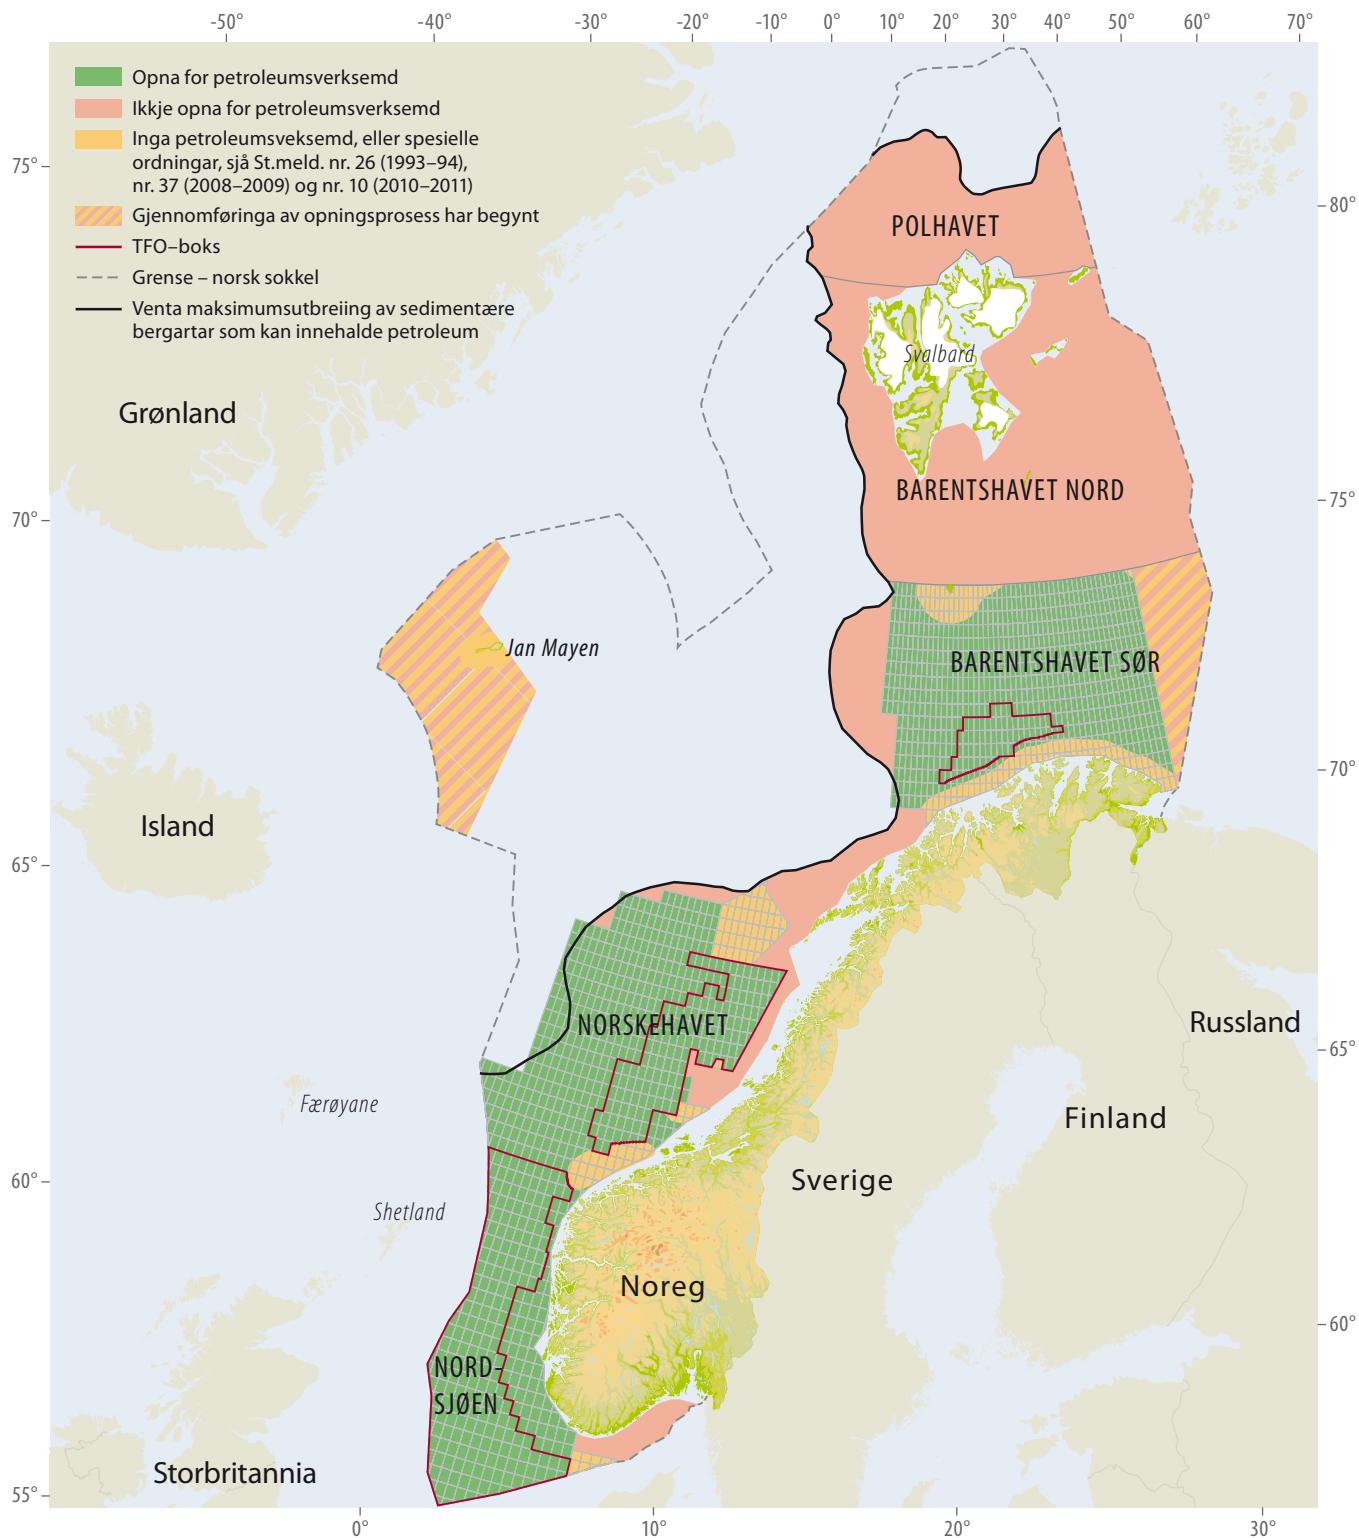 -50°
-40°
-30°
-20°
-10°
0°
10°
20°
30°
40°
50°
60°
70°
Opna for petroleumsverksemd
Ikkje opna for petroleumsverksemd
Inga petroleumsveksemd, eller spesielle
ordningar, sjå St.meld. nr. 26 (1993–94),
nr. 37 (2008–2009) og nr. 10 (2010–2011)
Gjennomføringa av opningsprosess har begynt
TFO–boks
Grense – norsk sokkel
Venta maksimumsutbreiing av sedimentære
bergartar som kan innehalde petroleum
75°
80°
POLHAVET
Svalbard
Grønland
BARENTSHAVET NORD
75°
70°
Jan Mayen
BARENTSHAVET SØR
70°
Island
65°
NORSKEHAVET
Russland
65°
Færøyane
Finland
60°
Sverige
Shetland
Noreg
60°
NORD-
SJØEN
Storbritannia
55°
0°
10°
20°
30°